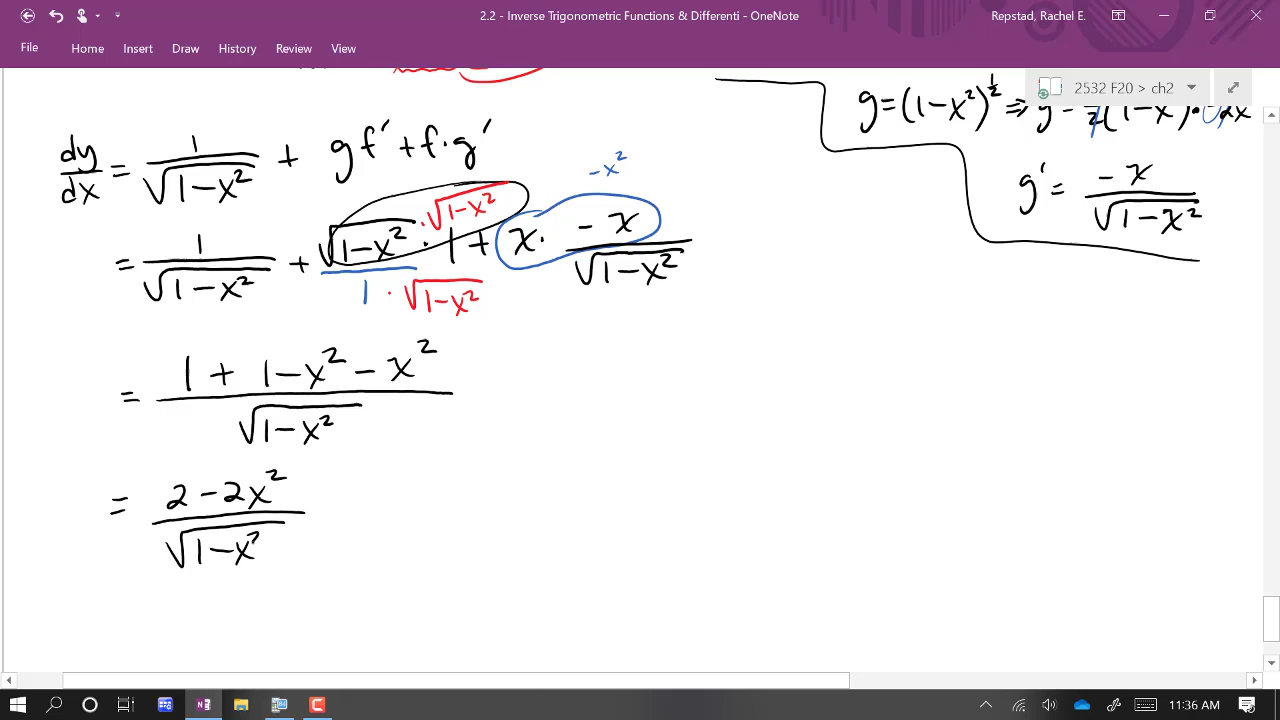 2.2 - Inverse Trigonometric Functions & Differenti - OneNote
Repstad, Rachel E.
File Home Insert Draw History Review View
2532 F20 > ch2
g = (1-x²)^½ ⇒ g' = ½(1-x²) · -2x
g' = -x/√(1-x²)
dy/dx = 1/√(1-x²) + gf' + f·g'
-x²
= 1/√(1-x²) + (√(1-x²) · √(1-x²))/(1 · √(1-x²)) · 1 + x · -x/√(1-x²)
= (1 + 1-x² - x²)/√(1-x²)
= (2 - 2x²)/√(1-x²)
11:36 AM